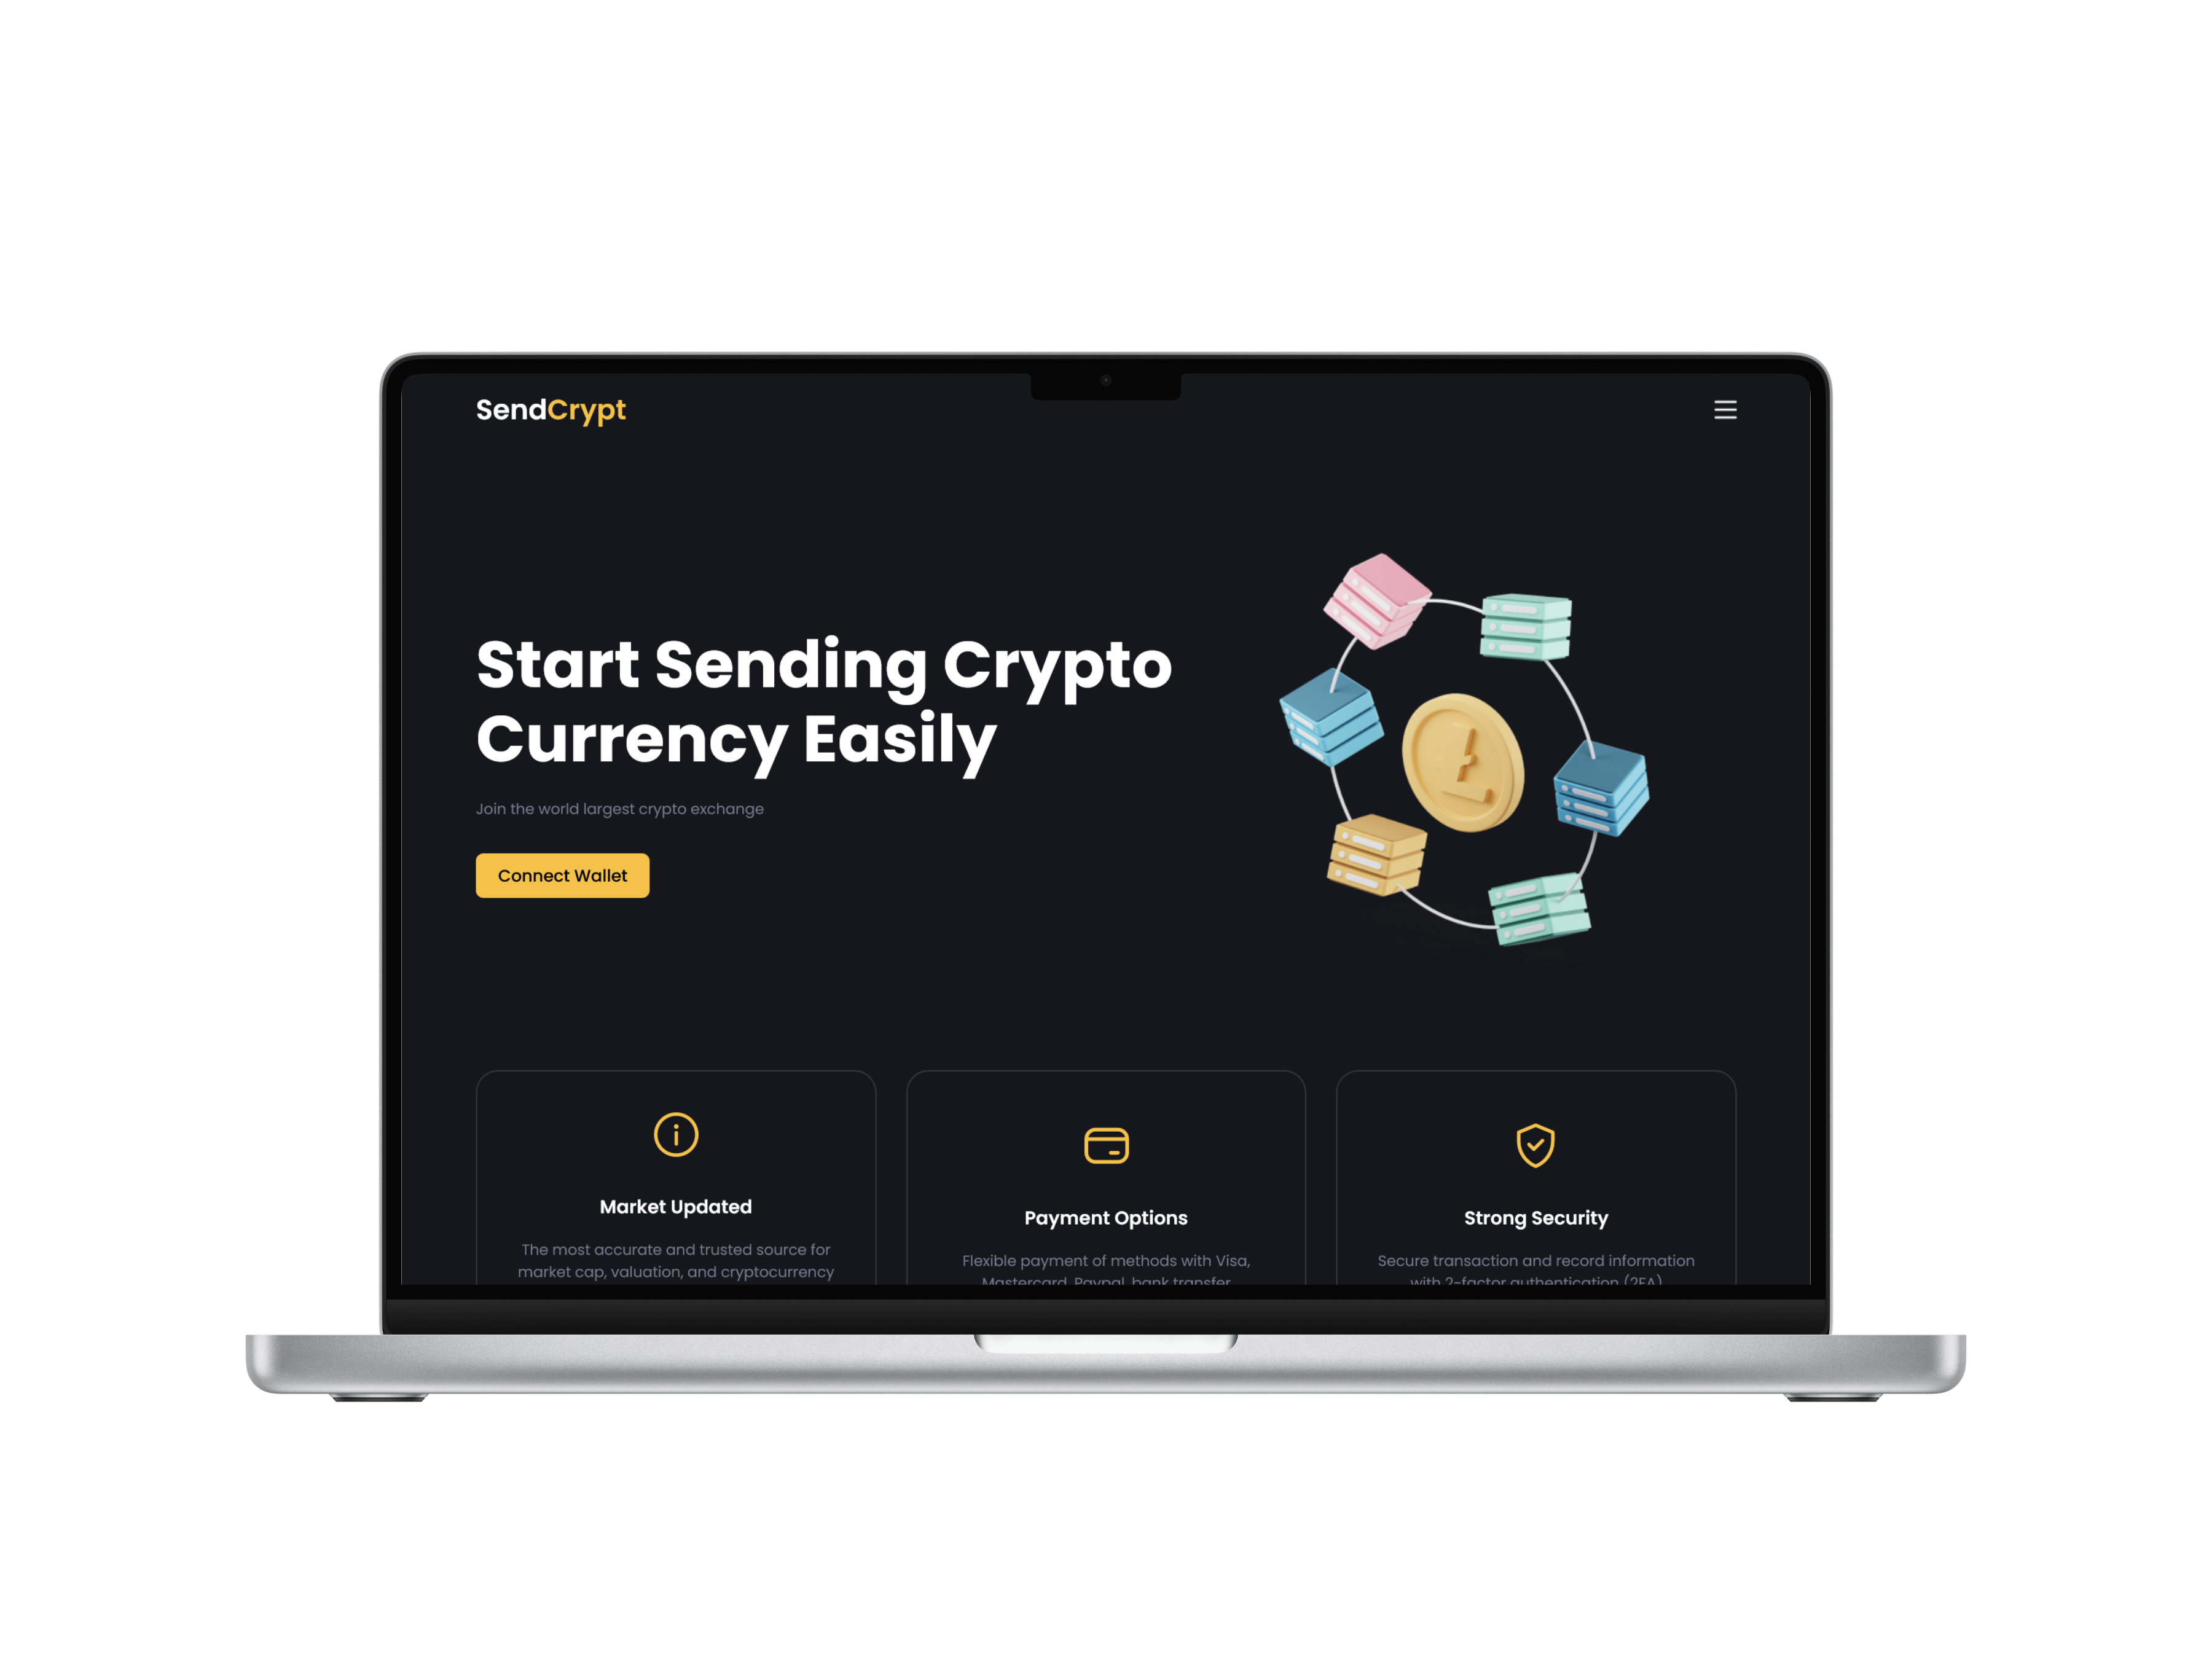 SendCrypt
Start Sending Crypto
Currency Easily
Join the world largest crypto exchange
Connect Wallet
Market Updated
The most accurate and trusted source for
market cap, valuation, and cryptocurrency
Payment Options
Flexible payment of methods with Visa,
Mastercard, Paypal, bank transfer
Strong Security
Secure transaction and record information
with 2-factor authentication (2FA)